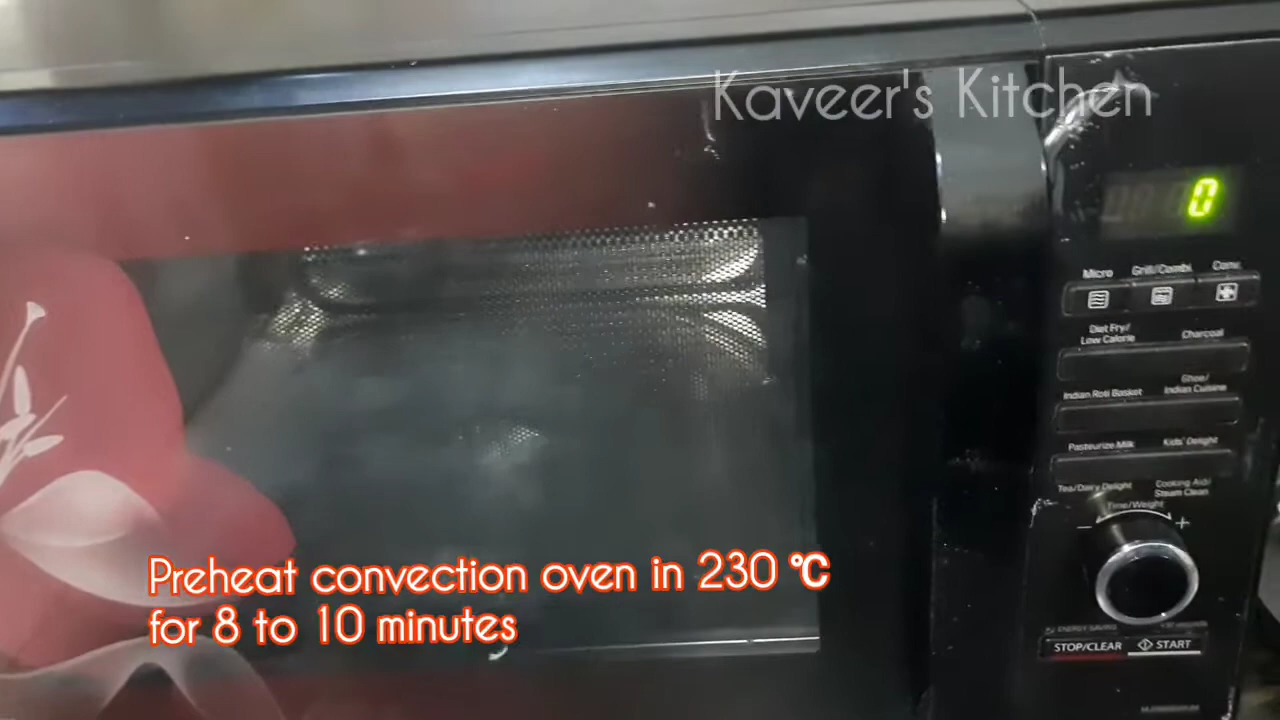 Kaveer's Kitchen
0
Micro Grill/Combi Conv.
Diet Fry/
Low Calorie
Charcoal
Indian Roti Basket
Ghee/
Indian Cuisine
Pasteurize Milk Kids' Delight
Tea/Dairy Delight
Cooking Aid/
Steam Clean
Time/Weight
- +
Preheat convection oven in 230 °C
for 8 to 10 minutes
ENERGY SAVING
STOP/CLEAR START